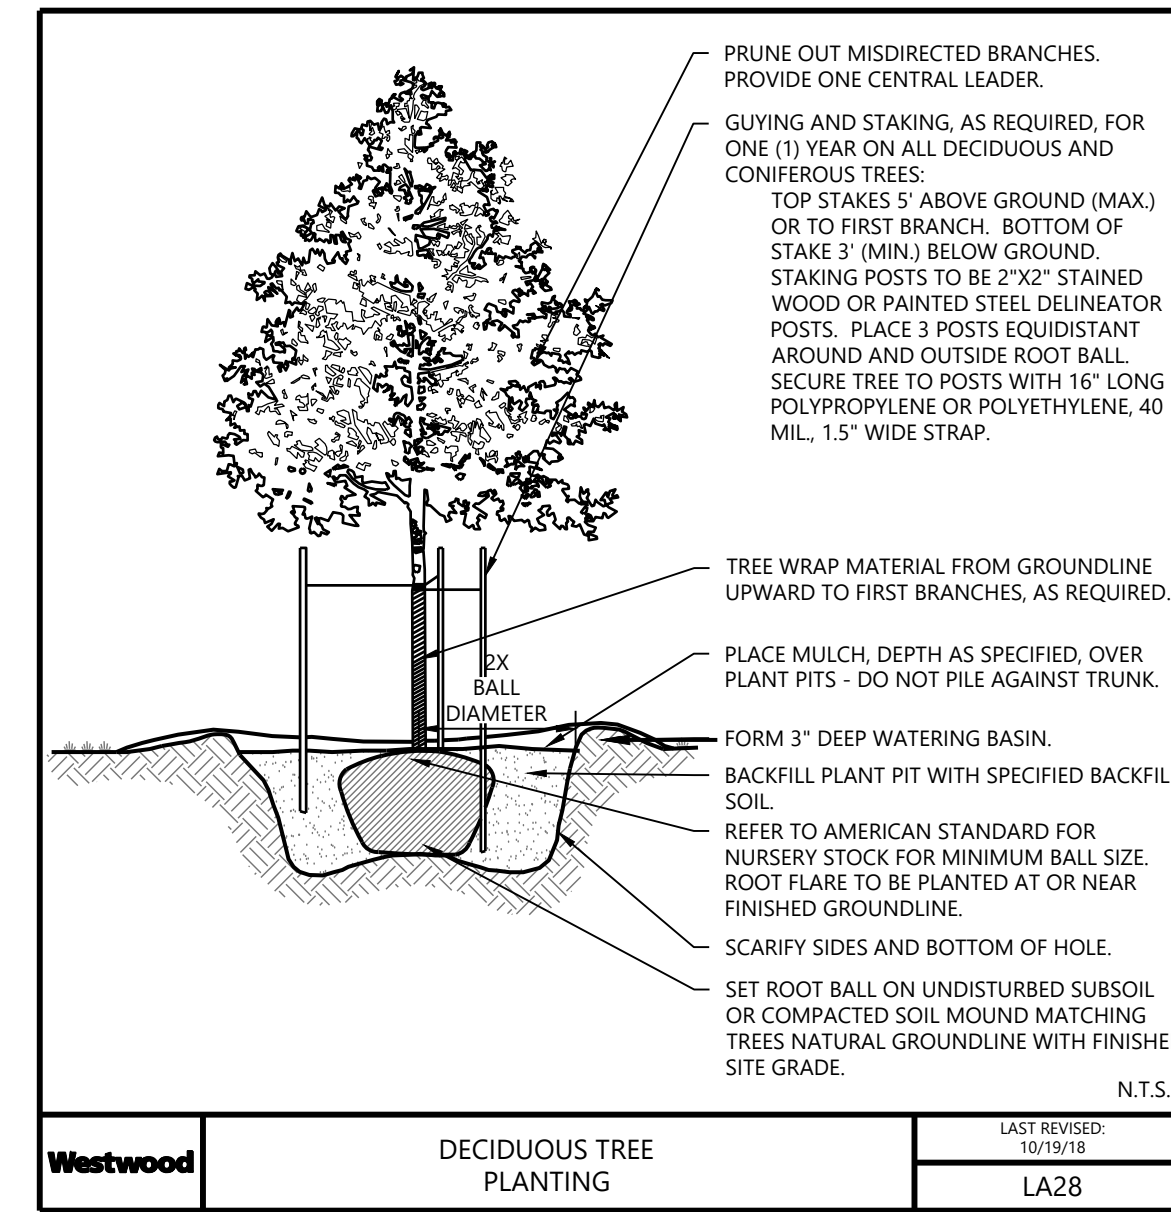 PRUNE OUT MISDIRECTED BRANCHES.
PROVIDE ONE CENTRAL LEADER.
GUYING AND STAKING, AS REQUIRED, FOR
ONE (1) YEAR ON ALL DECIDUOUS AND
CONIFEROUS TREES:
TOP STAKES 5' ABOVE GROUND (MAX.)
OR TO FIRST BRANCH. BOTTOM OF
STAKE 3' (MIN.) BELOW GROUND.
STAKING POSTS TO BE 2"X2" STAINED
WOOD OR PAINTED STEEL DELINEATOR
POSTS. PLACE 3 POSTS EQUIDISTANT
AROUND AND OUTSIDE ROOT BALL.
SECURE TREE TO POSTS WITH 16" LONG
POLYPROPYLENE OR POLYETHYLENE, 40
MIL., 1.5" WIDE STRAP.
TREE WRAP MATERIAL FROM GROUNDLINE
UPWARD TO FIRST BRANCHES, AS REQUIRED.
2X
BALL
DIAMETER
PLACE MULCH, DEPTH AS SPECIFIED, OVER
PLANT PITS - DO NOT PILE AGAINST TRUNK.
FORM 3" DEEP WATERING BASIN.
BACKFILL PLANT PIT WITH SPECIFIED BACKFIL
SOIL.
REFER TO AMERICAN STANDARD FOR
NURSERY STOCK FOR MINIMUM BALL SIZE.
ROOT FLARE TO BE PLANTED AT OR NEAR
FINISHED GROUNDLINE.
SCARIFY SIDES AND BOTTOM OF HOLE.
SET ROOT BALL ON UNDISTURBED SUBSOIL
OR COMPACTED SOIL MOUND MATCHING
TREES NATURAL GROUNDLINE WITH FINISHE
SITE GRADE.
N.T.S.
Westwood
DECIDUOUS TREE
PLANTING
LAST REVISED:
10/19/18
LA28